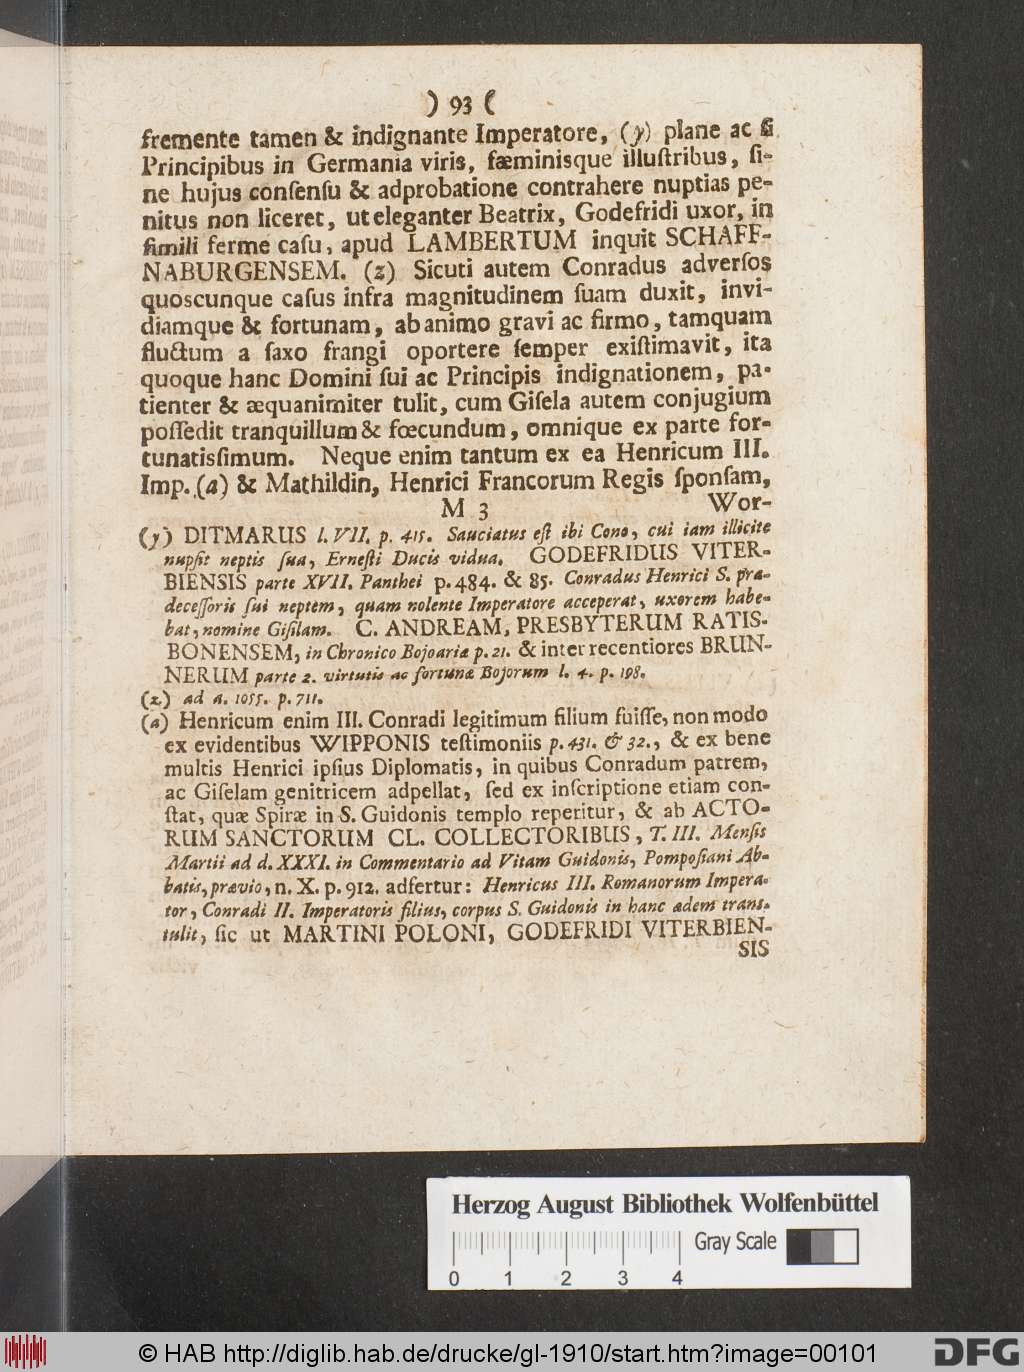 ) 93 (
fremente tamen & indignante Imperatore, (y) plane ac ſi
Principibus in Germania viris, fæminisque illuſtribus, ſi-
ne hujus conſenſu & adprobatione contrahere nuptias pe-
nitus non liceret, ut eleganter Beatrix, Godefridi uxor, in
ſimili ferme caſu, apud LAMBERTUM inquit SCHAFF-
NABURGENSEM. (z) Sicuti autem Conradus adverſos
quoscunque caſus infra magnitudinem ſuam duxit, invi-
diamque & fortunam, ab animo gravi ac firmo, tamquam
fluctum a ſaxo frangi oportere ſemper exiſtimavit, ita
quoque hanc Domini ſui ac Principis indignationem, pa-
tienter & æquanimiter tulit, cum Giſela autem conjugium
poſſedit tranquillum & fœcundum, omnique ex parte for-
tunatiſſimum. Neque enim tantum ex ea Henricum III.
Imp. (a) & Mathildin, Henrici Francorum Regis ſponſam,
M 3 Wor-
(y) DITMARUS l. VII. p. 415. Sauciatus eſt ibi Cono, cui iam illicite
nupſit neptis ſua, Erneſti Ducis vidua. GODEFRIDUS VITER-
BIENSIS parte XVII. Panthei p. 484. & 85. Conradus Henrici S. præ-
deceſſoris ſui neptem, quam nolente Imperatore acceperat, uxorem habe-
bat, nomine Giſilam. C. ANDREAM, PRESBYTERUM RATIS-
BONENSEM, in Chronico Bojoariæ p. 21. & inter recentiores BRUN-
NERUM parte 2. virtutis ac fortunæ Bojorum l. 4. p. 198.
(z) ad a. 1055. p. 711.
(a) Henricum enim III. Conradi legitimum filium fuiſſe, non modo
ex evidentibus WIPPONIS teſtimoniis p. 431. & 32., & ex bene
multis Henrici ipſius Diplomatis, in quibus Conradum patrem,
ac Giſelam genitricem adpellat, ſed ex inſcriptione etiam con-
ſtat, quæ Spiræ in S. Guidonis templo reperitur, & ab ACTO-
RUM SANCTORUM CL. COLLECTORIBUS, T. III. Menſis
Martii ad d. XXXI. in Commentario ad Vitam Guidonis, Pompoſiani Ab-
batis, prævio, n. X. p. 912. adfertur: Henricus III. Romanorum Impera-
tor, Conradi II. Imperatoris filius, corpus S. Guidonis in hanc ædem trans-
tulit, ſic ut MARTINI POLONI, GODEFRIDI VITERBIEN-
SIS
Herzog August Bibliothek Wolfenbüttel
Gray Scale
0 1 2 3 4
© HAB http://diglib.hab.de/drucke/gl-1910/start.htm?image=00101
DFG